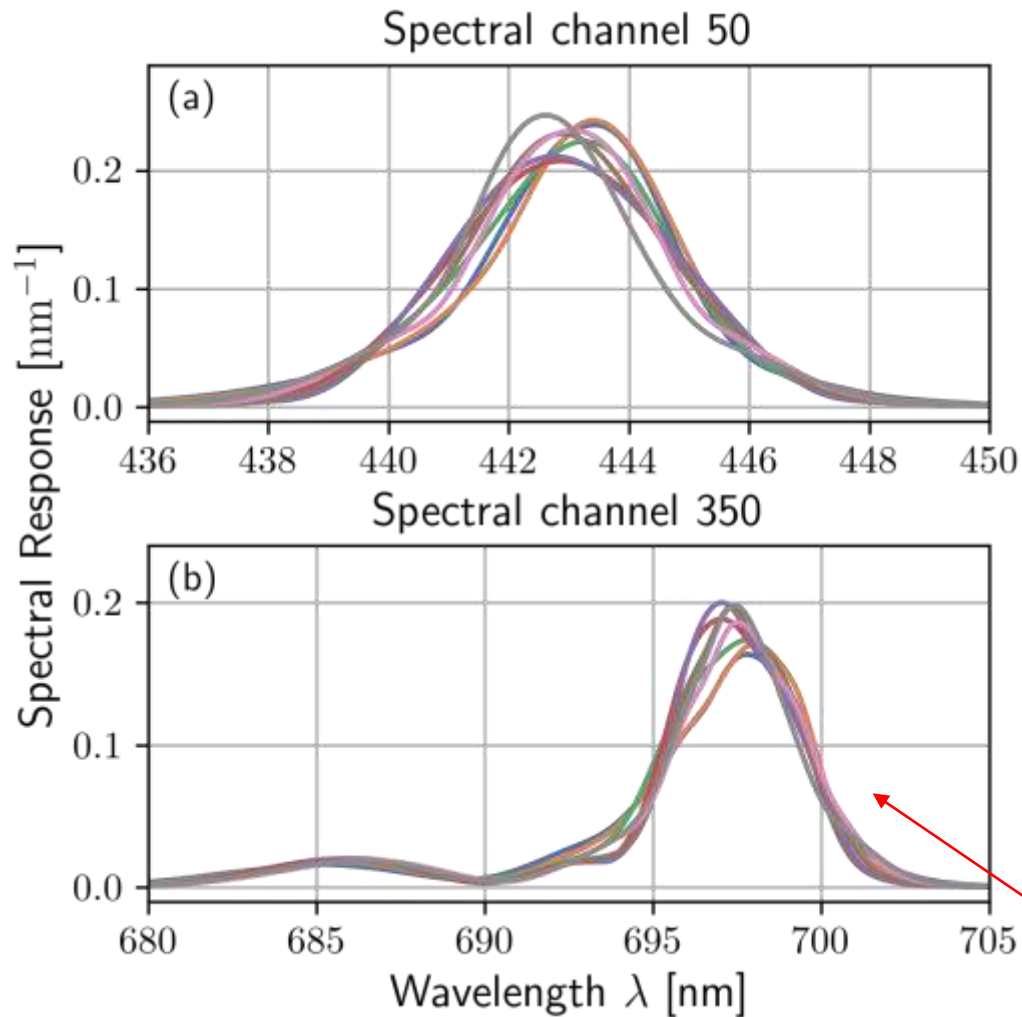 Spectral channel 50
(a)
0.2
0.1
0.0
436 438 440 442 444 446 448 450
Spectral channel 350
(b)
0.2
0.1
0.0
680 685 690 695 700 705
Wavelength λ [nm]
Spectral Response [nm⁻¹]